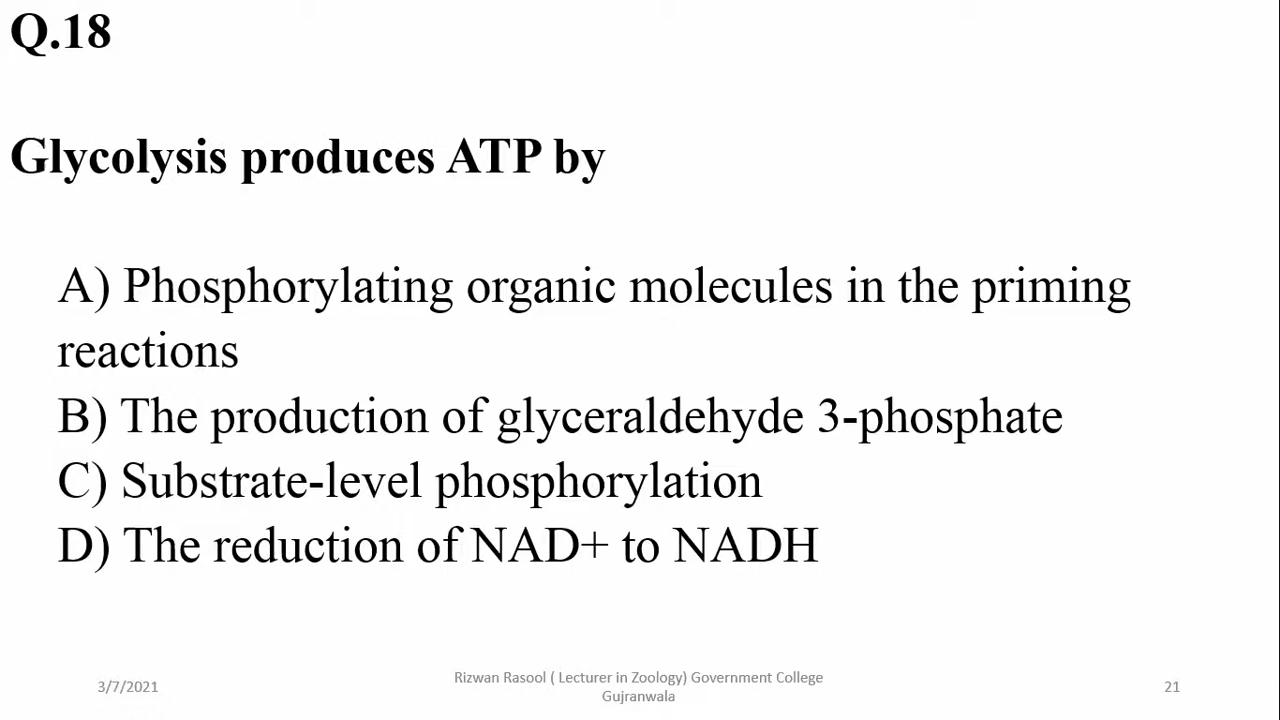 Q.18
Glycolysis produces ATP by
A) Phosphorylating organic molecules in the priming
reactions
B) The production of glyceraldehyde 3-phosphate
C) Substrate-level phosphorylation
D) The reduction of NAD+ to NADH
3/7/2021
Rizwan Rasool ( Lecturer in Zoology) Government College
Gujranwala
21